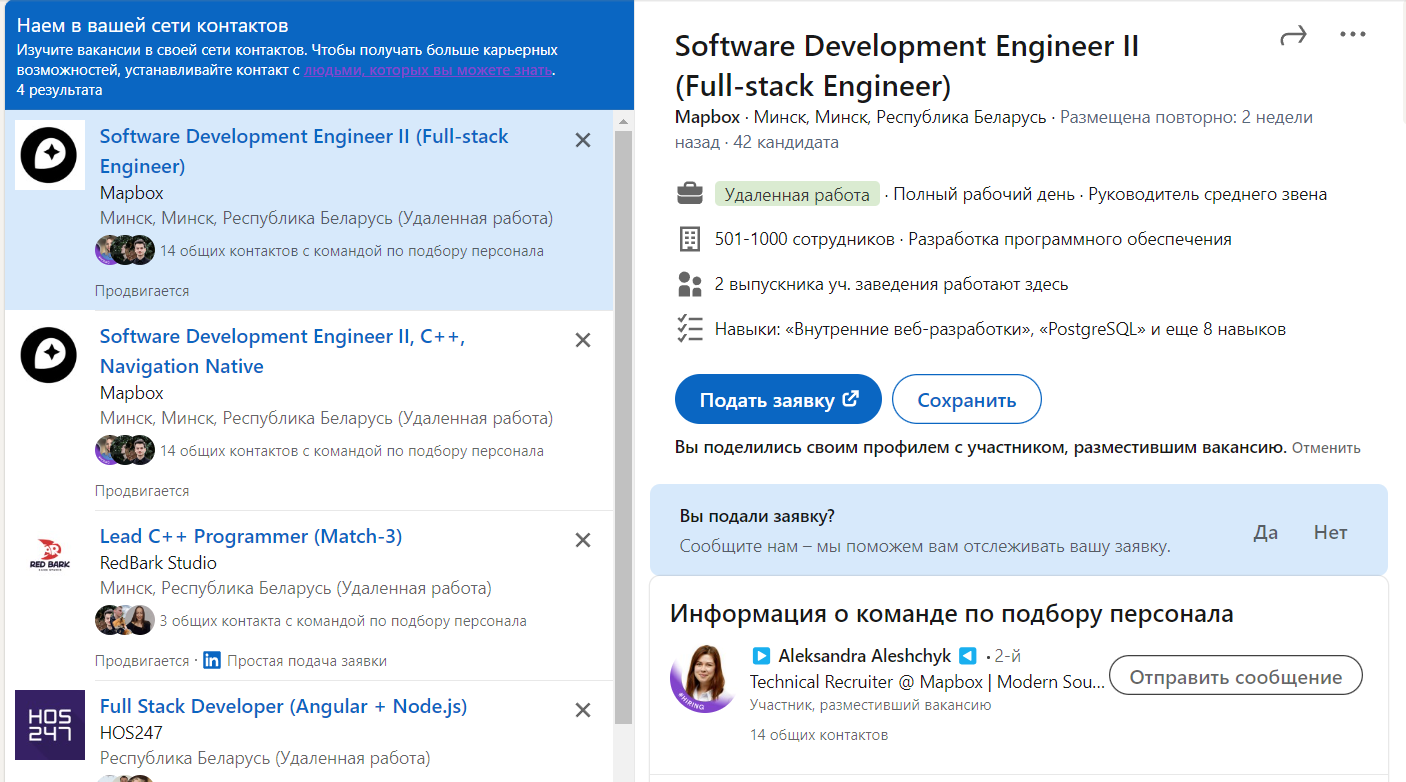 Наем в вашей сети контактов
Изучите вакансии в своей сети контактов. Чтобы получать больше карьерных
возможностей, устанавливайте контакт с людьми, которых вы можете знать.
4 результата
Software Development Engineer II (Full-stack
Engineer)
Mapbox
Минск, Минск, Республика Беларусь (Удаленная работа)
14 общих контактов с командой по подбору персонала
Продвигается
Software Development Engineer II, C++,
Navigation Native
Mapbox
Минск, Минск, Республика Беларусь (Удаленная работа)
14 общих контактов с командой по подбору персонала
Продвигается
RED BARK
Lead C++ Programmer (Match-3)
RedBark Studio
Минск, Республика Беларусь (Удаленная работа)
3 общих контакта с командой по подбору персонала
Продвигается · in Простая подача заявки
HOS
247
Full Stack Developer (Angular + Node.js)
HOS247
Республика Беларусь (Удаленная работа)
Software Development Engineer II
(Full-stack Engineer)
Mapbox · Минск, Минск, Республика Беларусь · Размещена повторно: 2 недели
назад · 42 кандидата
Удаленная работа · Полный рабочий день · Руководитель среднего звена
501-1000 сотрудников · Разработка программного обеспечения
2 выпускника уч. заведения работают здесь
Навыки: «Внутренние веб-разработки», «PostgreSQL» и еще 8 навыков
Подать заявку
Сохранить
Вы поделились своим профилем с участником, разместившим вакансию. Отменить
Вы подали заявку?
Сообщите нам – мы поможем вам отслеживать вашу заявку.
Да
Нет
Информация о команде по подбору персонала
#HIRING
Aleksandra Aleshchyk · 2-й
Technical Recruiter @ Mapbox | Modern Sou...
Участник, разместивший вакансию
14 общих контактов
Отправить сообщение